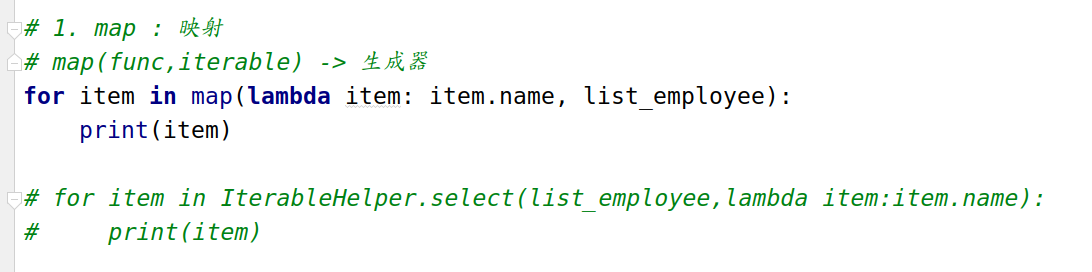 # 1. map : 映射
# map(func,iterable) -> 生成器
for item in map(lambda item: item.name, list_employee):
    print(item)
# for item in IterableHelper.select(list_employee,lambda item:item.name):
#     print(item)